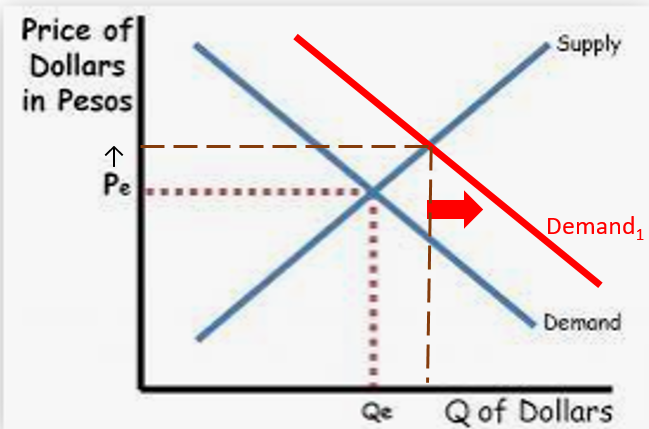 Price of
Dollars
in Pesos
Supply
↑
Pe
Demand₁
Demand
Qe
Q of Dollars